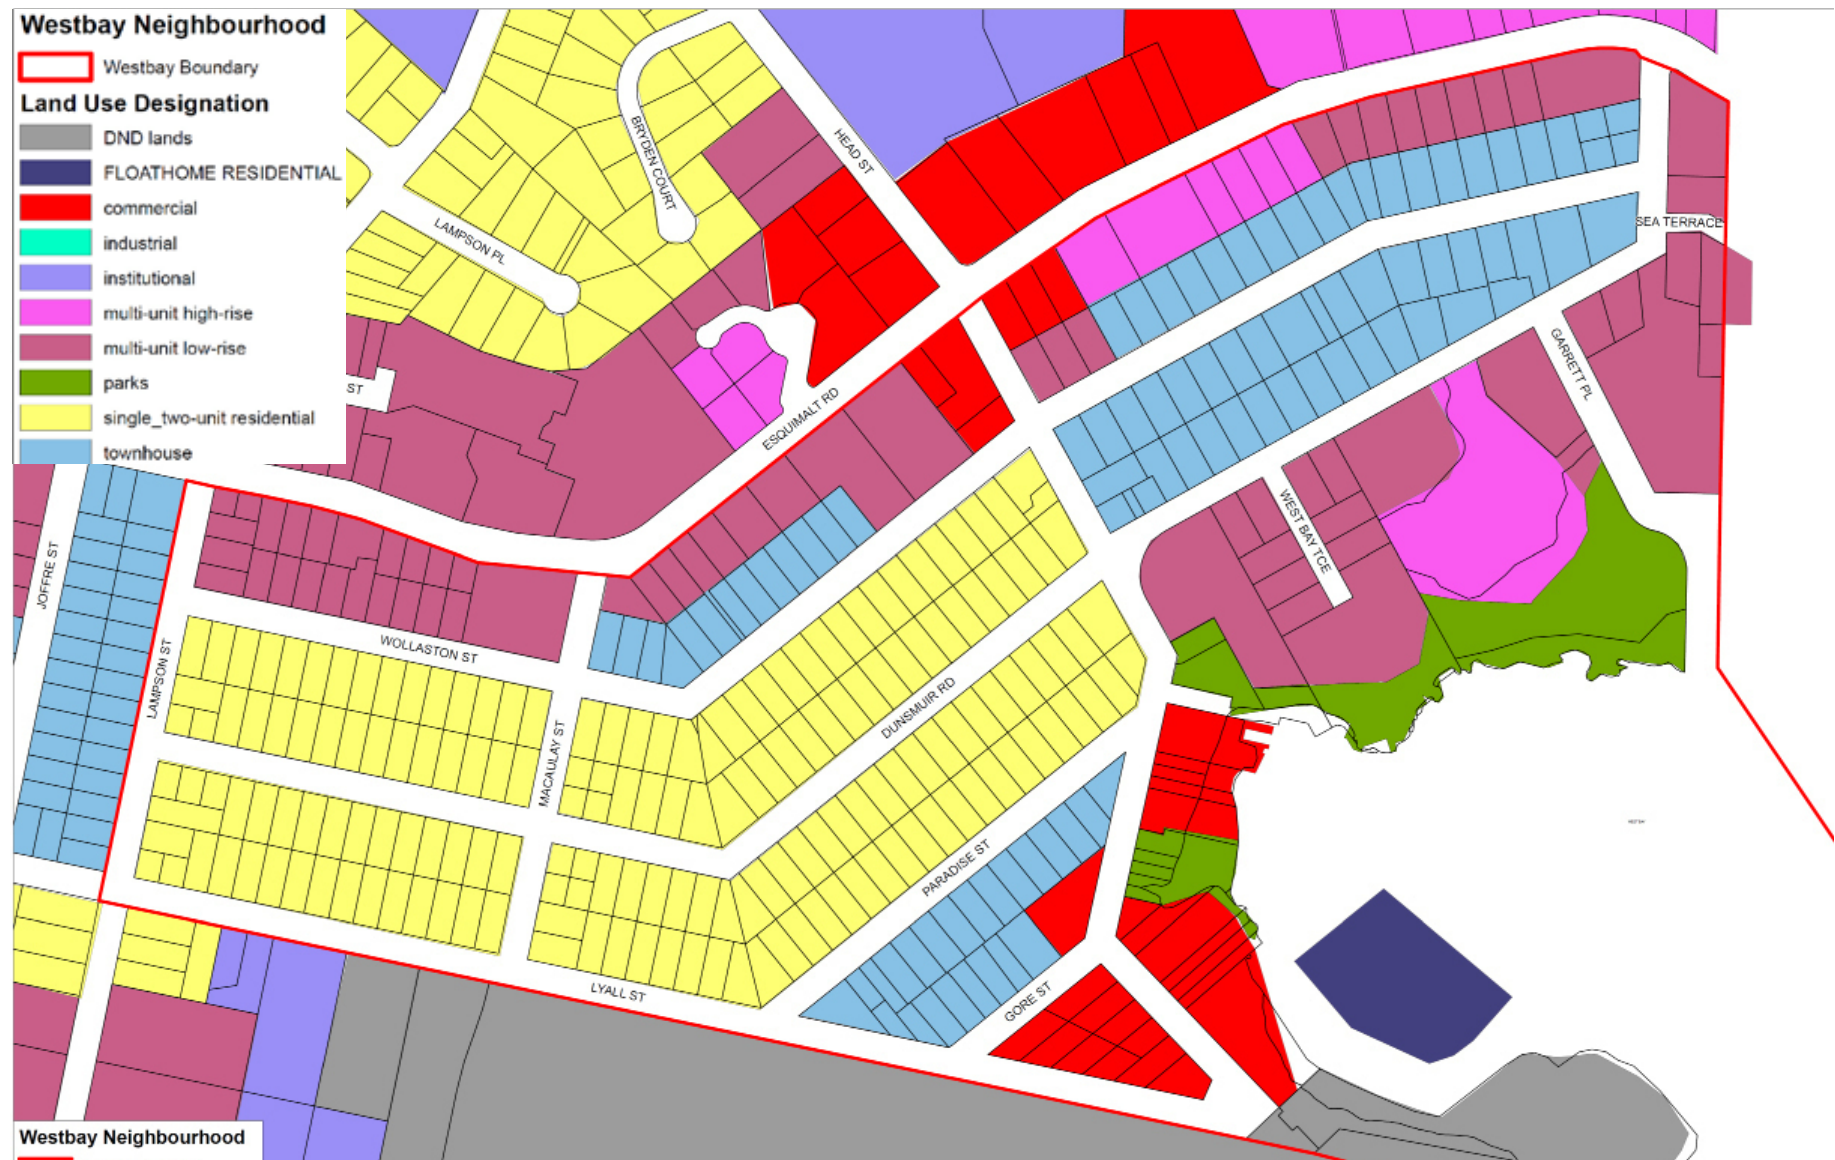 Westbay Neighbourhood
Westbay Boundary
Land Use Designation
DND lands
FLOATHOME RESIDENTIAL
commercial
industrial
institutional
multi-unit high-rise
multi-unit low-rise
parks
single_two-unit residential
townhouse
BRYDEN COURT
HEAD ST
LAMPSON PL
SEA TERRACE
GARRETT PL
ST
ESQUIMALT RD
WEST BAY TCE
JOFFRE ST
LAMPSON ST
WOLLASTON ST
MACAULAY ST
DUNSMUIR RD
PARADISE ST
LYALL ST
GORE ST
Westbay Neighbourhood